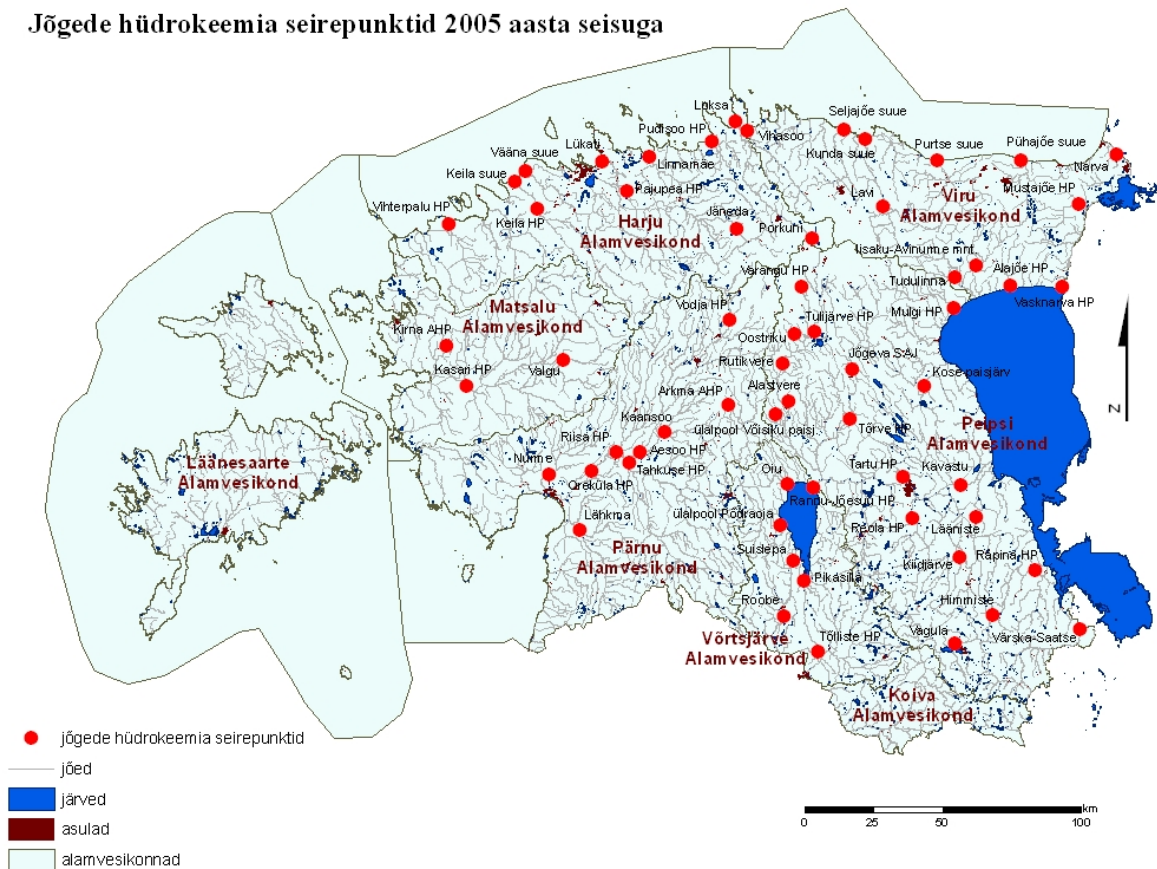 Jõgede hüdrokeemia seirepunktid 2005 aasta seisuga
Loksa
Seljajõe suue
Pudisoo HP
Vihasoo
Kunda suue
Purtse suue
Pühajõe suue
Lükati
Linnamäe
Vääna suue
Narva
Keila suue
Pajupea HP
Lavi
Viru
Alamvesikond
Mustajõe HP
Vihterpalu HP
Keila HP
Harju
Alamvesikond
Jäneda
Porkuni
Iisaku-Avinurme mnt.
Varangu HP
Tudulinna
Alajõe HP
Vasknarva HP
Matsalu
Alamvesikond
Vodja HP
Mulgi HP
Kirna AHP
Tulijärve HP
Oostriku
Rutikvere
Jõgeva SAJ
Kose paisjärv
Kasari HP
Valgu
Arkma AHP
Alastvere
Kaansoo
ülalpool Võisiku paisj.
Tõrve HP
Peipsi
Alamvesikond
Riisa HP
Aesoo HP
Nurme
Oreküla HP
Tahkuse HP
Oiu
Tartu HP
Kavastu
Läänesaarte
Alamvesikond
Rannu-Jõesuu HP
Lähkma
ülalpool Põdraoja
Reola HP
Lääniste
Pärnu
Alamvesikond
Suislepa
Pikasilla
Kiidjärve
Räpina HP
Roobe
Himmiste
Võrtsjärve
Alamvesikond
Tõlliste HP
Vagula
Värska-Saatse
Koiva
Alamvesikond
N
jõgede hüdrokeemia seirepunktid
jõed
järved
asulad
alamvesikonnad
km
0 25 50 100